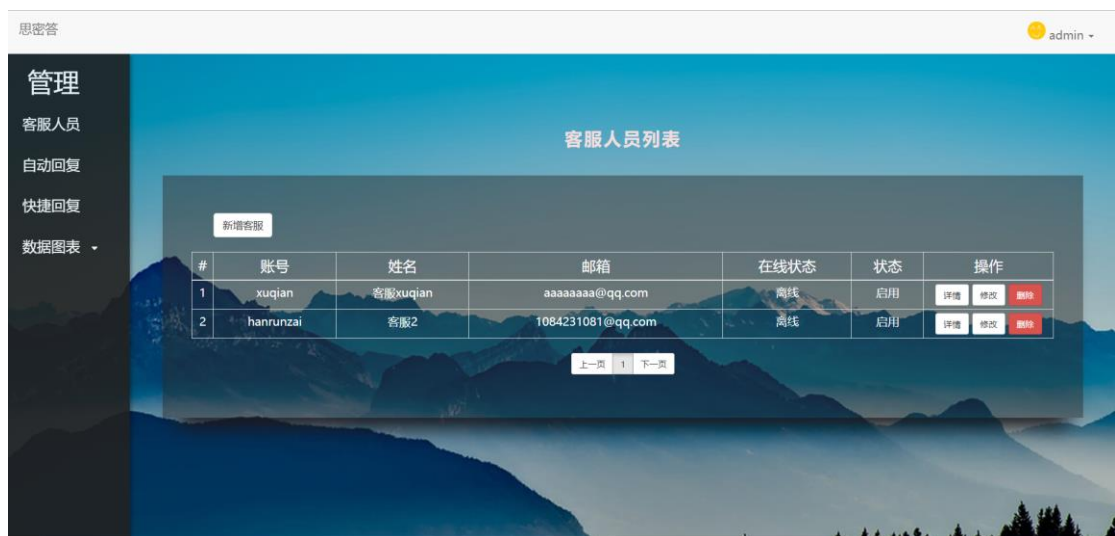 思密答
admin
管理
客服人员
自动回复
快捷回复
数据图表
客服人员列表
新增客服
# 账号 姓名 邮箱 在线状态 状态 操作
1 xuqian 客服xuqian aaaaaaaa@qq.com 离线 启用 详情 修改 删除
2 hanrunzai 客服2 1084231081@qq.com 离线 启用 详情 修改 删除
上一页 1 下一页